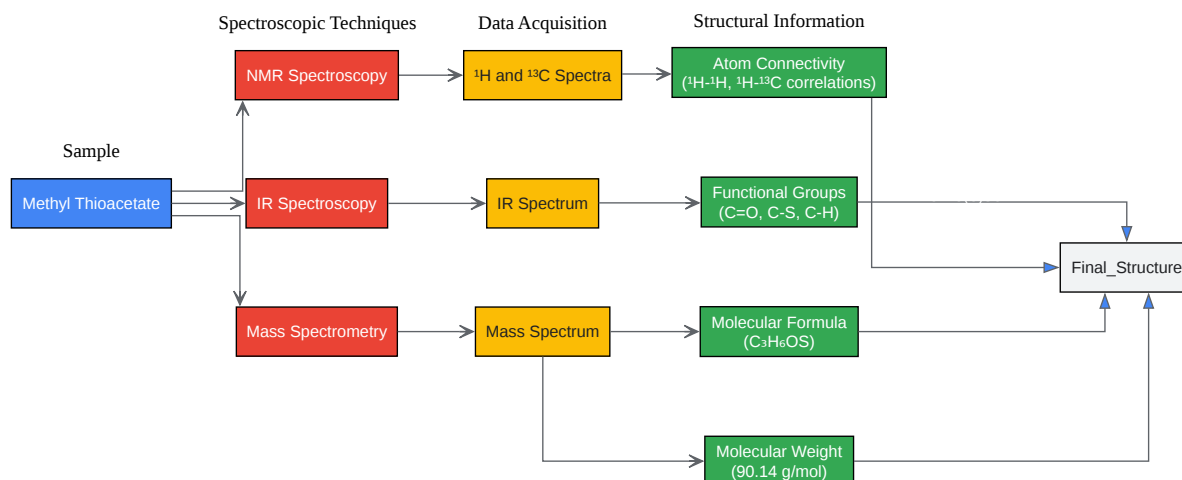 Spectroscopic Techniques
Data Acquisition
Structural Information
NMR Spectroscopy
¹H and ¹³C Spectra
Atom Connectivity
(¹H-¹H, ¹H-¹³C correlations)
Sample
Methyl Thioacetate
IR Spectroscopy
IR Spectrum
Functional Groups
(C=O, C-S, C-H)
Final_Structure
Mass Spectrometry
Mass Spectrum
Molecular Formula
(C₃H₆OS)
Molecular Weight
(90.14 g/mol)